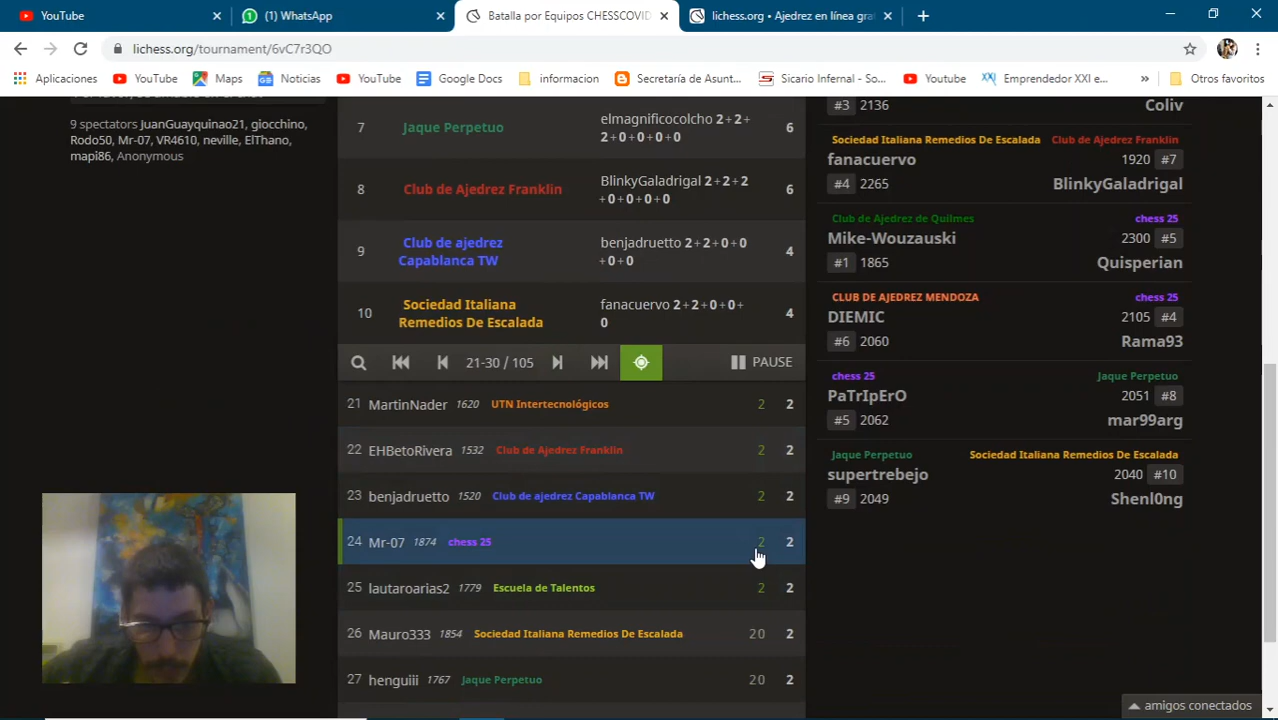 YouTube
(1) WhatsApp
Batalla por Equipos CHESSCOVID
lichess.org • Ajedrez en línea gra
lichess.org/tournament/6vC7r3QO
Aplicaciones
YouTube
Maps
Noticias
YouTube
Google Docs
informacion
Secretaría de Asunt...
Sicario Infernal - So...
Youtube
Emprendedor XXI e...
»
Otros favoritos
9 spectators JuanGuayquinao21, giocchino,
Rodo50, Mr-07, VR4610, neville, ElThano,
mapi86, Anonymous
7 Jaque Perpetuo elmagnificocolcho 2+2+
2+0+0+0+0 6
8 Club de Ajedrez Franklin BlinkyGaladrigal 2+2+2
+0+0+0+0 6
9 Club de ajedrez
Capablanca TW benjadruetto 2+2+0+0
+0+0 4
10 Sociedad Italiana
Remedios De Escalada fanacuervo 2+2+0+0+
0 4
21-30 / 105 PAUSE
21 MartinNader 1620 UTN Intertecnológicos 2 2
22 EHBetoRivera 1532 Club de Ajedrez Franklin 2 2
23 benjadruetto 1520 Club de ajedrez Capablanca TW 2 2
24 Mr-07 1874 chess 25 2 2
25 lautaroarias2 1779 Escuela de Talentos 2 2
26 Mauro333 1854 Sociedad Italiana Remedios De Escalada 20 2
27 henguiii 1767 Jaque Perpetuo 20 2
#3 2136 Coliv
Sociedad Italiana Remedios De Escalada Club de Ajedrez Franklin
fanacuervo 1920 #7
#4 2265 BlinkyGaladrigal
Club de Ajedrez de Quilmes chess 25
Mike-Wouzauski 2300 #5
#1 1865 Quisperian
CLUB DE AJEDREZ MENDOZA chess 25
DIEMIC 2105 #4
#6 2060 Rama93
chess 25 Jaque Perpetuo
PaTrIpErO 2051 #8
#5 2062 mar99arg
Jaque Perpetuo Sociedad Italiana Remedios De Escalada
supertrebejo 2040 #10
#9 2049 Shenl0ng
amigos conectados